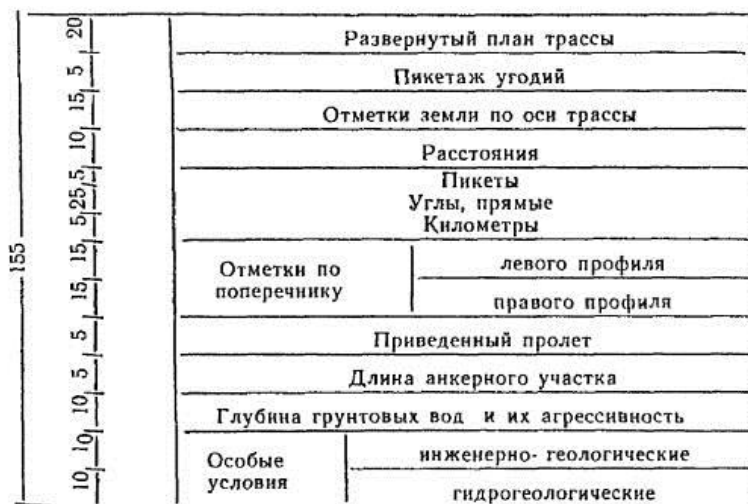 20
Развернутый план трассы
5
Пикетаж угодий
15
Отметки земли по оси трассы
10
Расстояния
5
Пикеты
25
Углы, прямые
5
Километры
155
15
Отметки по
поперечнику
левого профиля
15
правого профиля
5
Приведенный пролет
5
Длина анкерного участка
10
Глубина грунтовых вод и их агрессивность
10
Особые
условия
инженерно- геологические
10
гидрогеологические